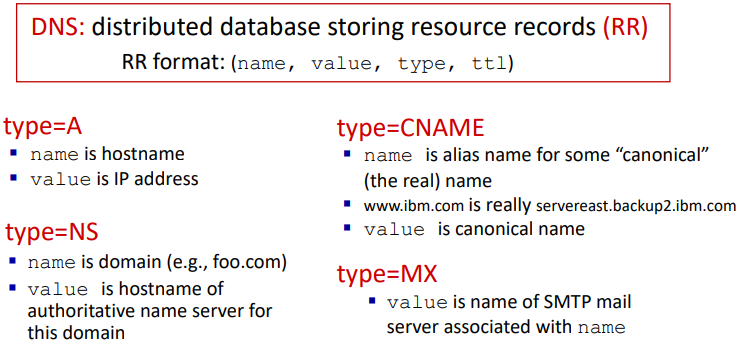 DNS: distributed database storing resource records (RR)
RR format: (name, value, type, ttl)
type=A
▪ name is hostname
▪ value is IP address
type=NS
▪ name is domain (e.g., foo.com)
▪ value is hostname of
authoritative name server for
this domain
type=CNAME
▪ name is alias name for some “canonical”
(the real) name
▪ www.ibm.com is really servereast.backup2.ibm.com
▪ value is canonical name
type=MX
▪ value is name of SMTP mail
server associated with name